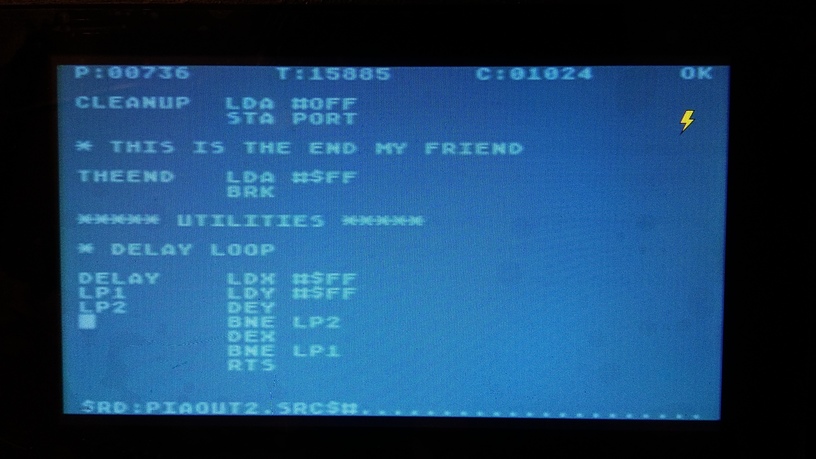 P:00736 T:15885 C:01024 OK
CLEANUP LDA #OFF
STA PORT
* THIS IS THE END MY FRIEND
THEEND LDA #$FF
BRK
***** UTILITIES *****
* DELAY LOOP
DELAY LDX #$FF
LP1 LDY #$FF
LP2 DEY
BNE LP2
DEX
BNE LP1
RTS
$RD:PIAOUT2.SRC$#.....................